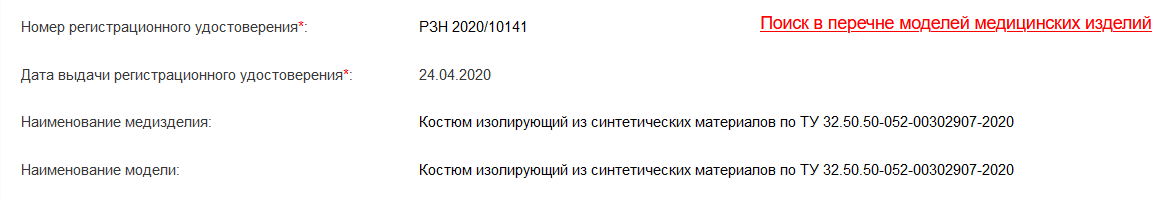 Номер регистрационного удостоверения*: РЗН 2020/10141 Поиск в перечне моделей медицинских изделий
Дата выдачи регистрационного удостоверения*: 24.04.2020
Наименование медизделия: Костюм изолирующий из синтетических материалов по ТУ 32.50.50-052-00302907-2020
Наименование модели: Костюм изолирующий из синтетических материалов по ТУ 32.50.50-052-00302907-2020